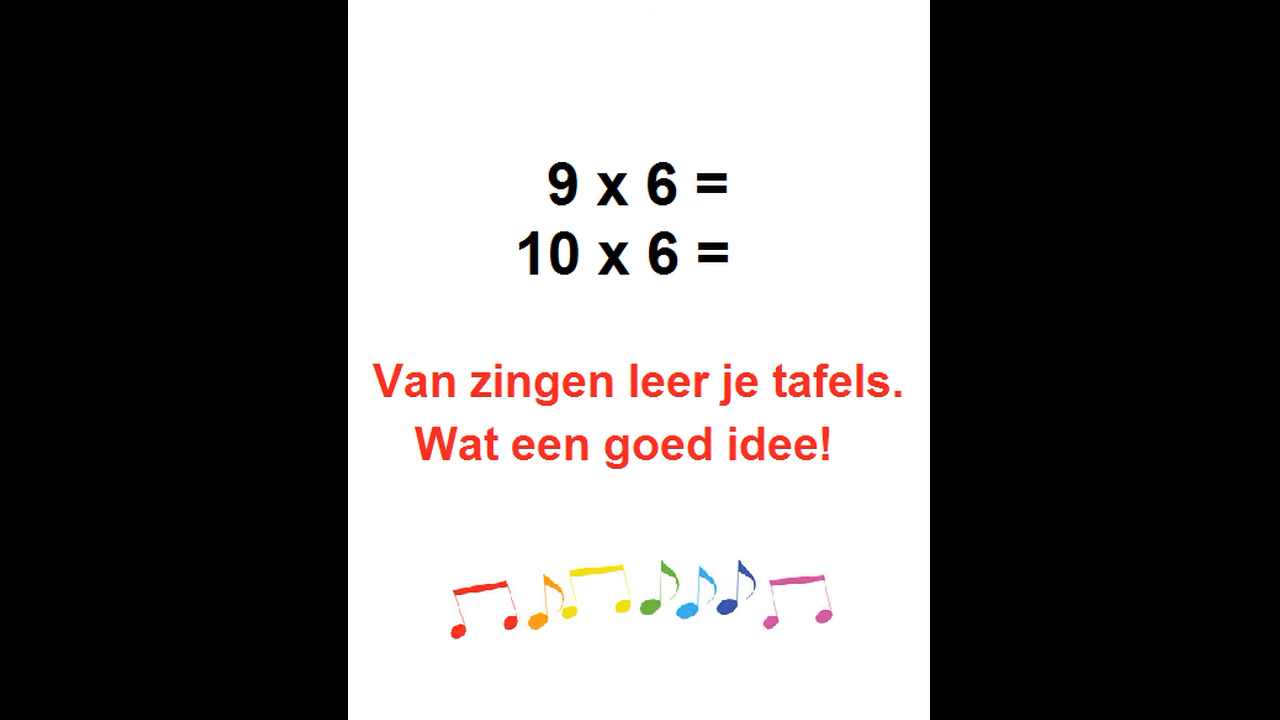 9 x 6 =
10 x 6 =
Van zingen leer je tafels.
Wat een goed idee!